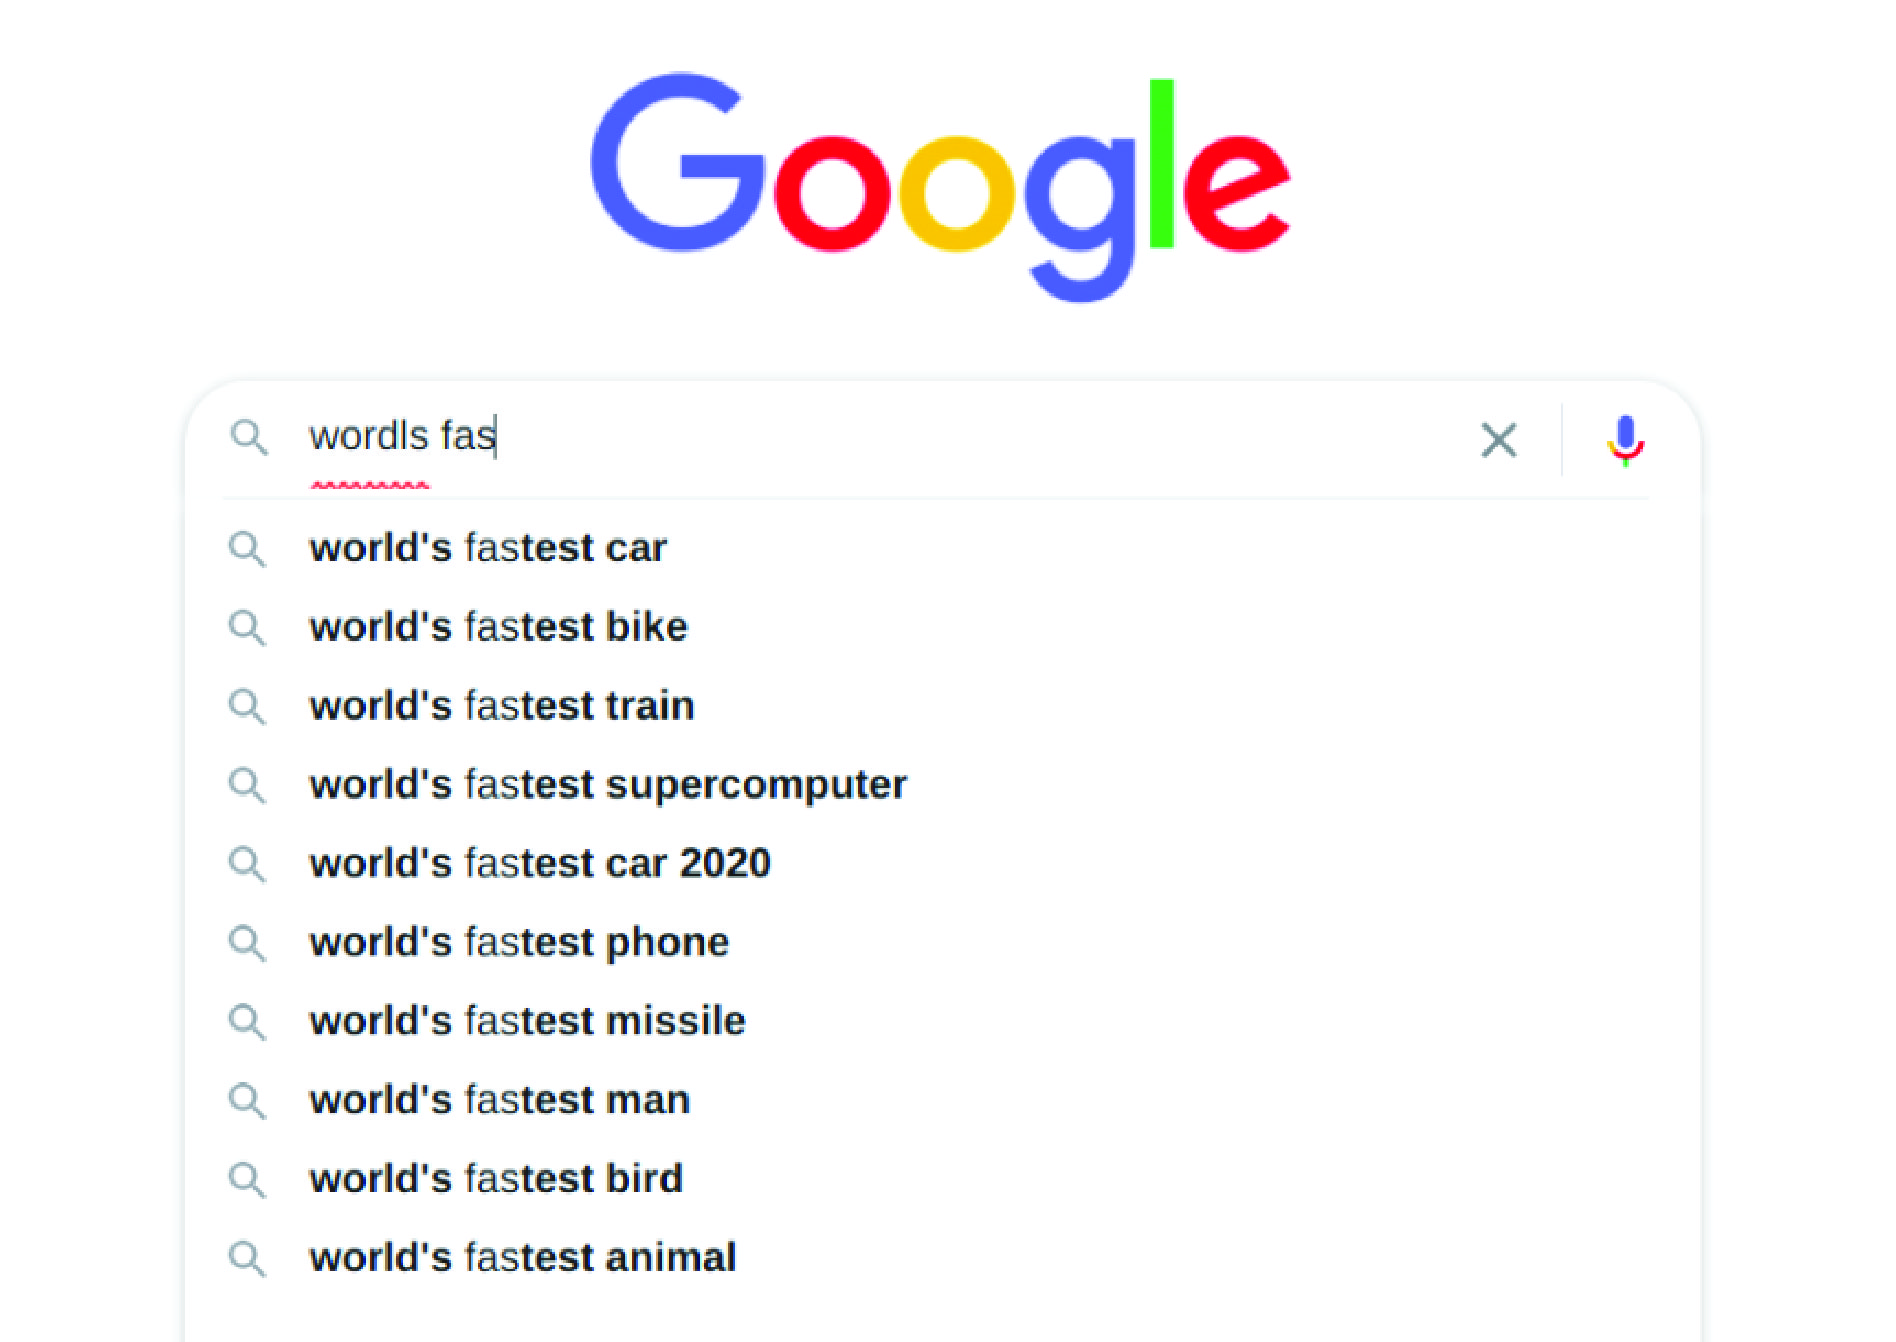 Google
wordls fas
world's fastest car
world's fastest bike
world's fastest train
world's fastest supercomputer
world's fastest car 2020
world's fastest phone
world's fastest missile
world's fastest man
world's fastest bird
world's fastest animal